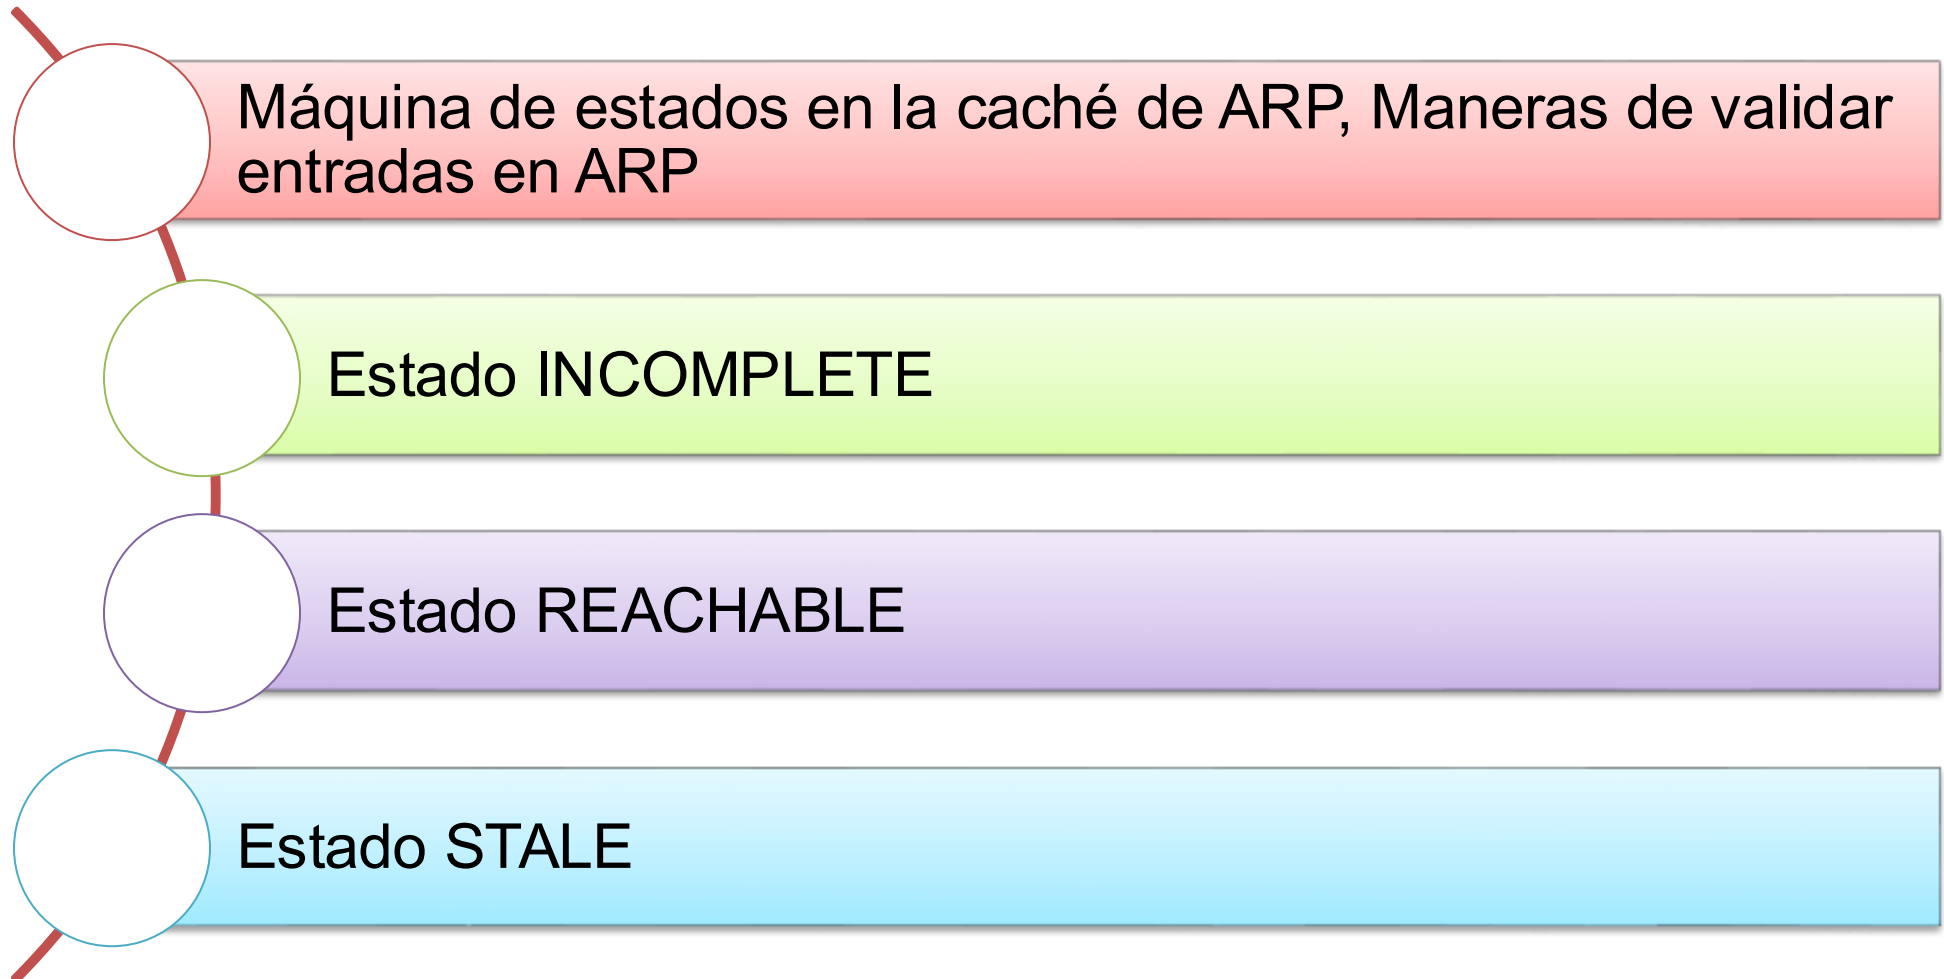 Máquina de estados en la caché de ARP, Maneras de validar
entradas en ARP
Estado INCOMPLETE
Estado REACHABLE
Estado STALE